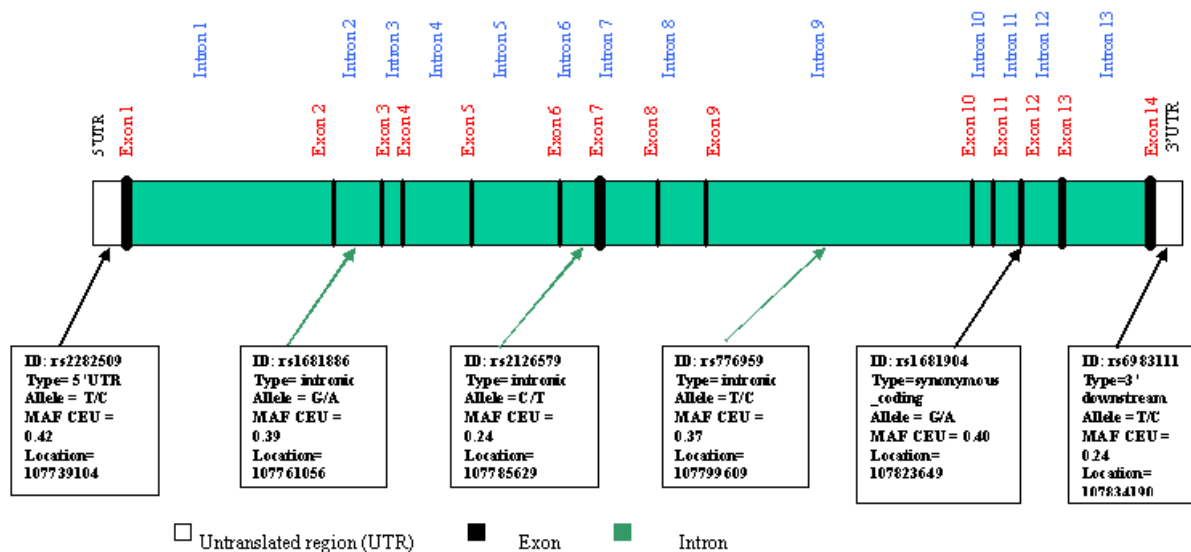 Intron 1
Intron 2
Intron 3
Intron 4
Intron 5
Intron 6
Intron 7
Intron 8
Intron 9
Intron 10
Intron 11
Intron 12
Intron 13
5'UTR
Exon 1
Exon 2
Exon 3
Exon 4
Exon 5
Exon 6
Exon 7
Exon 8
Exon 9
Exon 10
Exon 11
Exon 12
Exon 13
Exon 14
3'UTR
ID: rs2282509
Type= 5'UTR
Allele = T/C
MAF CEU =
0.42
Location=
107739104
ID: rs1681886
Type= intronic
Allele = G/A
MAF CEU =
0.39
Location=
107761056
ID: rs2126579
Type= intronic
Allele = C/T
MAF CEU =
0.24
Location=
107785629
ID: rs776959
Type= intronic
Allele = T/C
MAF CEU =
0.37
Location=
107799609
ID: rs1681904
Type=synonymous
_coding
Allele = G/A
MAF CEU = 0.40
Location=
107823649
ID: rs6983111
Type=3'
downstream
Allele = T/C
MAF CEU =
0.24
Location=
107834190
Untranslated region (UTR)
Exon
Intron